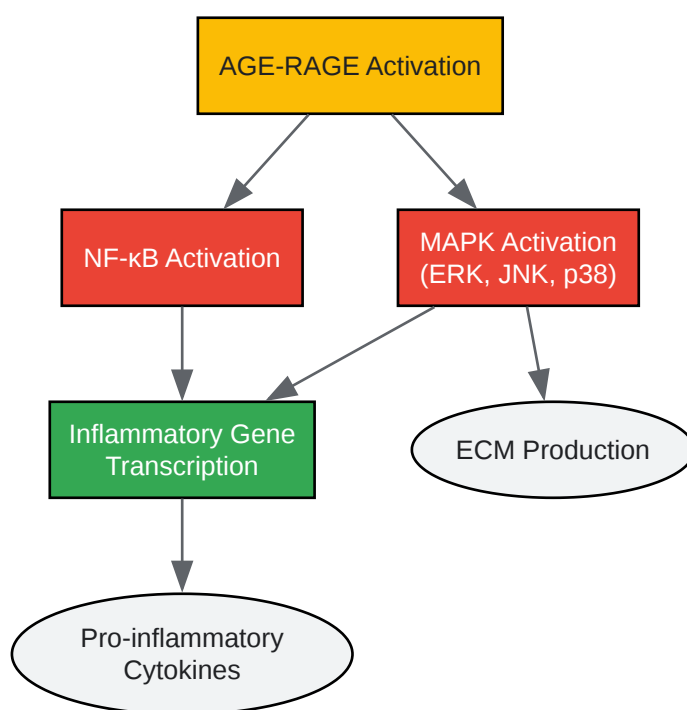 AGE-RAGE Activation
NF-κB Activation
MAPK Activation
(ERK, JNK, p38)
Inflammatory Gene
Transcription
ECM Production
Pro-inflammatory
Cytokines